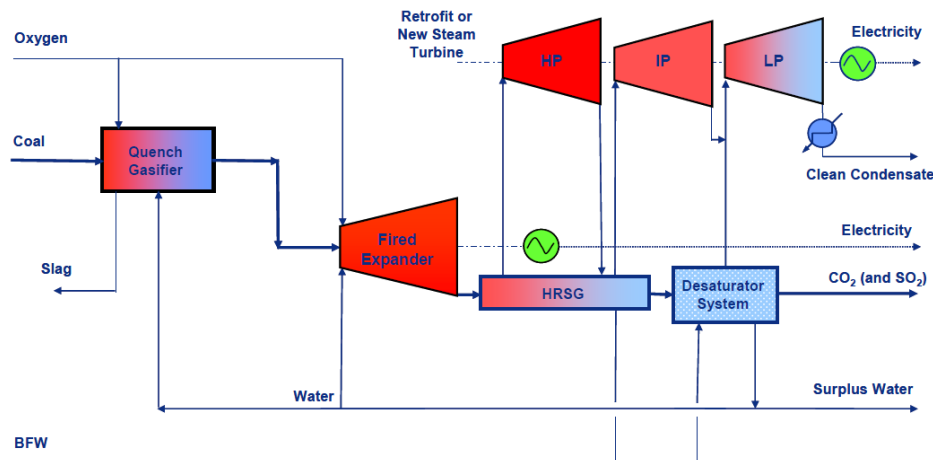 Retrofit or
New Steam
Turbine
Oxygen
Electricity
HP
IP
LP
Coal
Quench
Gasifier
Clean Condensate
Electricity
Fired
Expander
Slag
CO2 (and SO2)
HRSG
Desaturator
System
Water
Surplus Water
BFW